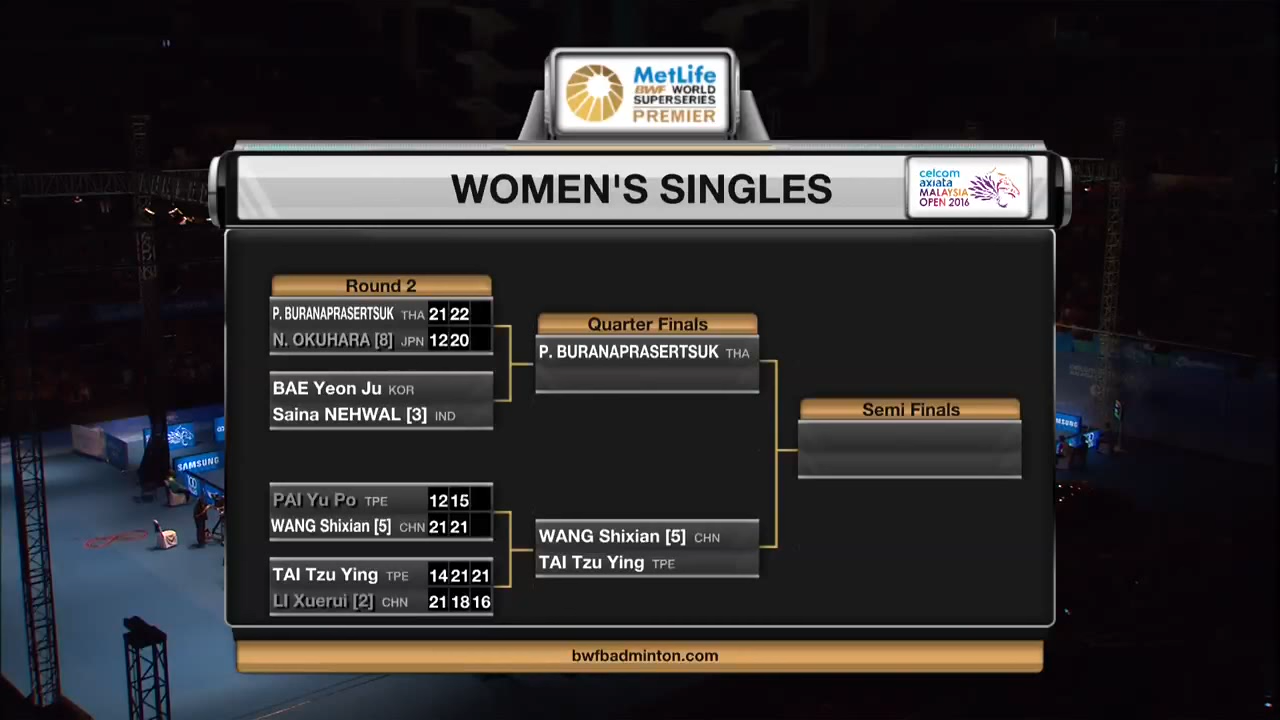 MetLife
BWF WORLD
SUPERSERIES
PREMIER
WOMEN'S SINGLES
celcom
axiata
MALAYSIA
OPEN 2016
Round 2
P. BURANAPRASERTSUK THA 21 22
N. OKUHARA [8] JPN 12 20
BAE Yeon Ju KOR
Saina NEHWAL [3] IND
PAI Yu Po TPE 12 15
WANG Shixian [5] CHN 21 21
TAI Tzu Ying TPE 14 21 21
LI Xuerui [2] CHN 21 18 16
Quarter Finals
P. BURANAPRASERTSUK THA
WANG Shixian [5] CHN
TAI Tzu Ying TPE
Semi Finals
SAMSUNG
bwfbadminton.com